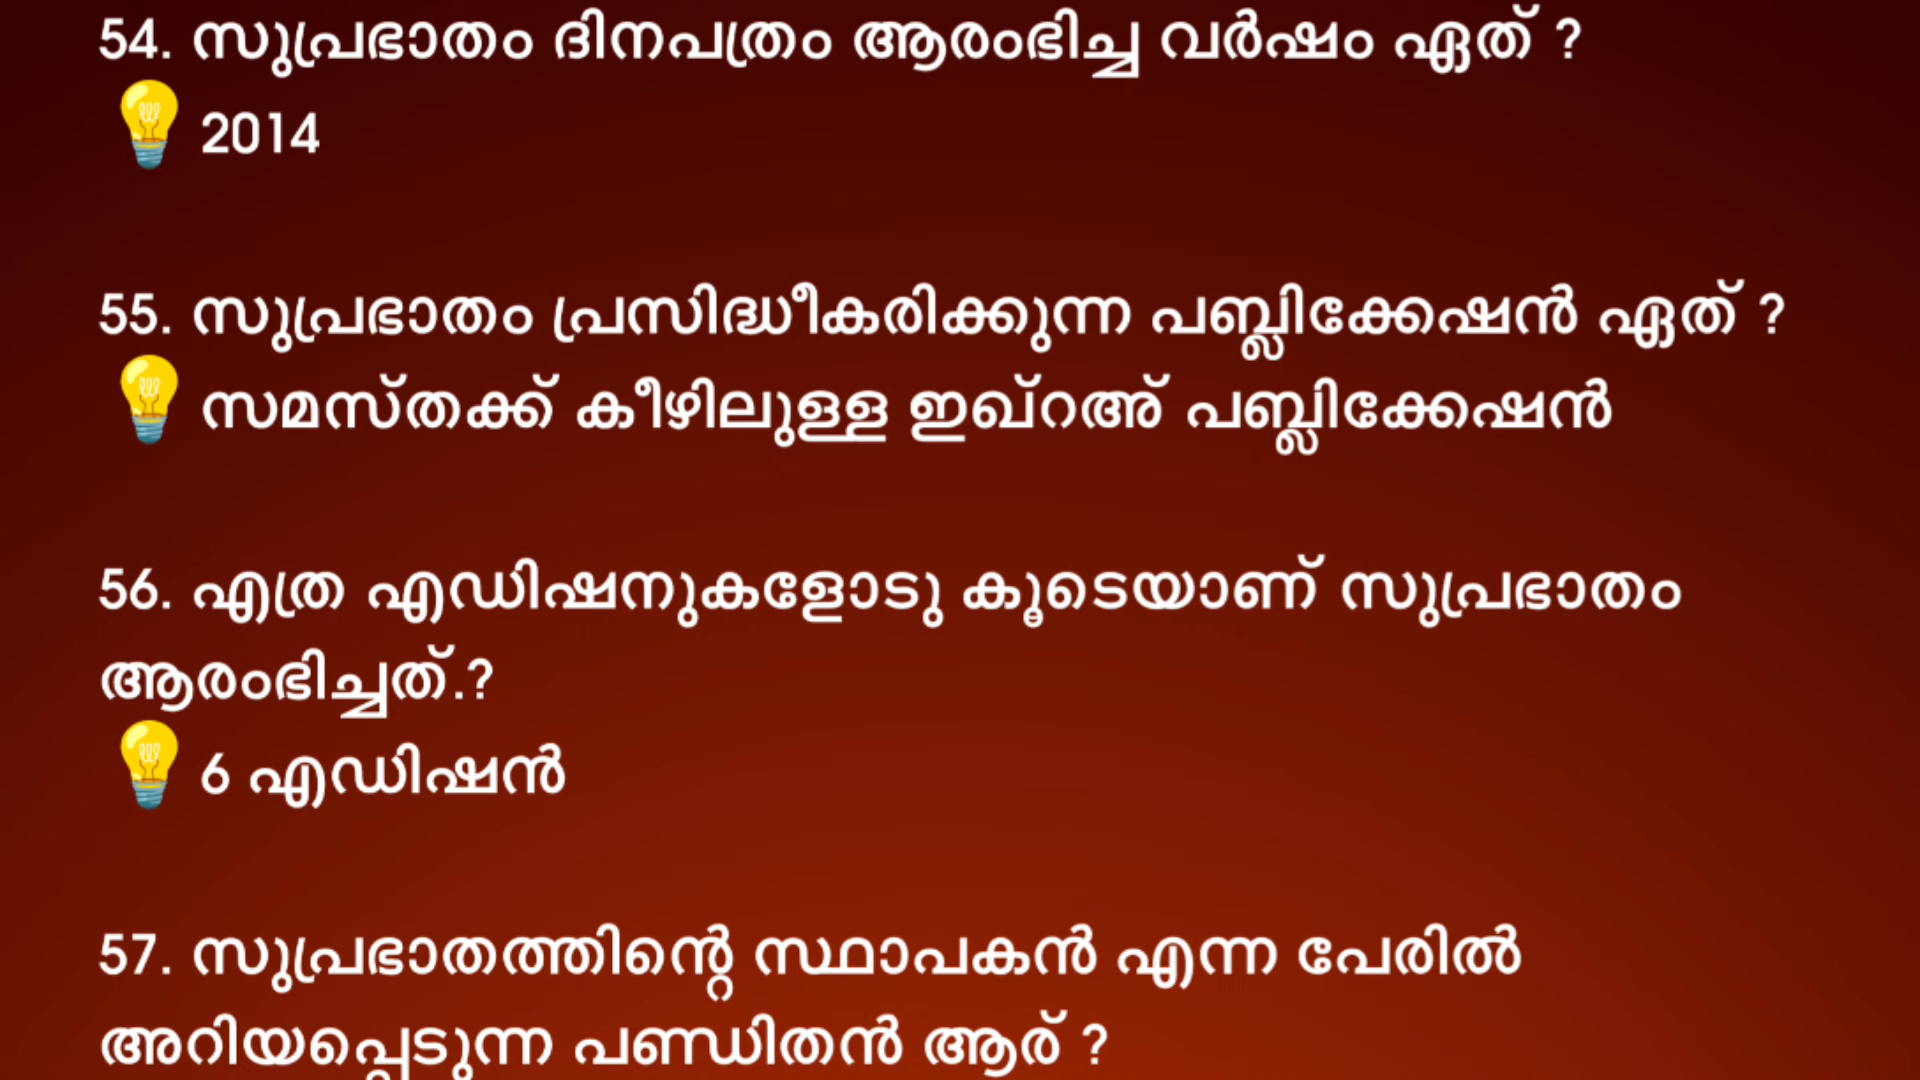 54. സുപ്രഭാതം ദിനപത്രം ആരംഭിച്ച വർഷം ഏത് ?
💡 2014
55. സുപ്രഭാതം പ്രസിദ്ധീകരിക്കുന്ന പബ്ലിക്കേഷൻ ഏത് ?
💡 സമസ്തക്ക് കീഴിലുള്ള ഇഖ്റഅ് പബ്ലിക്കേഷൻ
56. എത്ര എഡിഷനുകളോടു കൂടെയാണ് സുപ്രഭാതം
ആരംഭിച്ചത്.?
💡 6 എഡിഷൻ
57. സുപ്രഭാതത്തിന്റെ സ്ഥാപകൻ എന്ന പേരിൽ
അറിയപ്പെടുന്ന പണ്ഡിതൻ ആര് ?